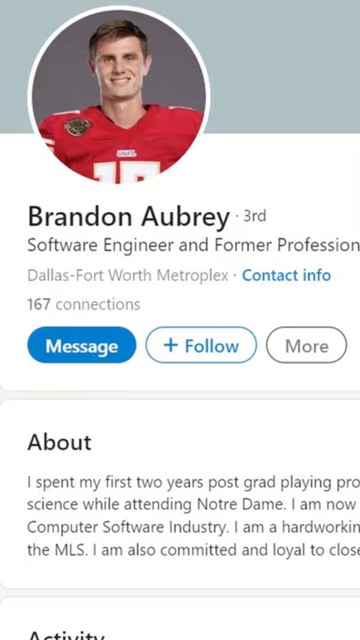 Brandon Aubrey · 3rd
Software Engineer and Former Profession
Dallas-Fort Worth Metroplex · Contact info
167 connections
Message
+ Follow
More
About
I spent my first two years post grad playing pro
science while attending Notre Dame. I am now
Computer Software Industry. I am a hardworkin
the MLS. I am also committed and loyal to close
Activity